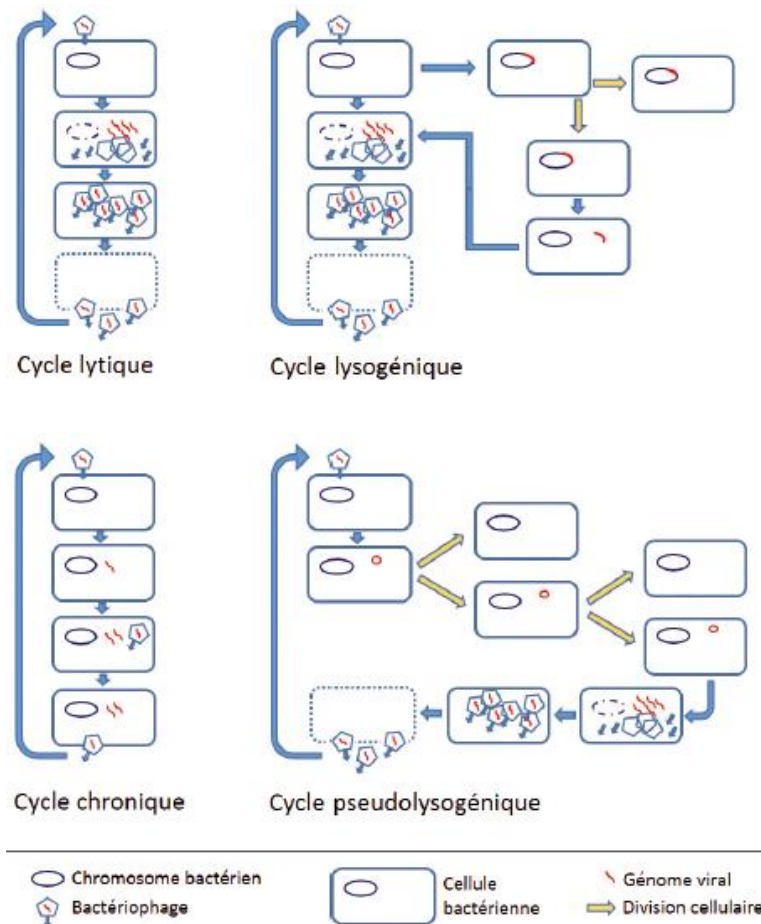 Cycle lytique
Cycle lysogénique
Cycle chronique
Cycle pseudolysogénique
Chromosome bactérien
Bactériophage
Cellule
bactérienne
Génome viral
Division cellulaire